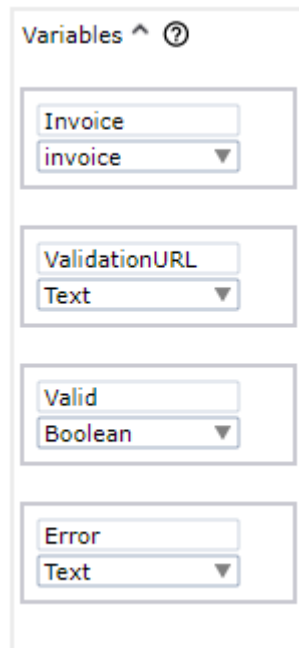 Variables ^ ?
Invoice
invoice ▼
ValidationURL
Text ▼
Valid
Boolean ▼
Error
Text ▼